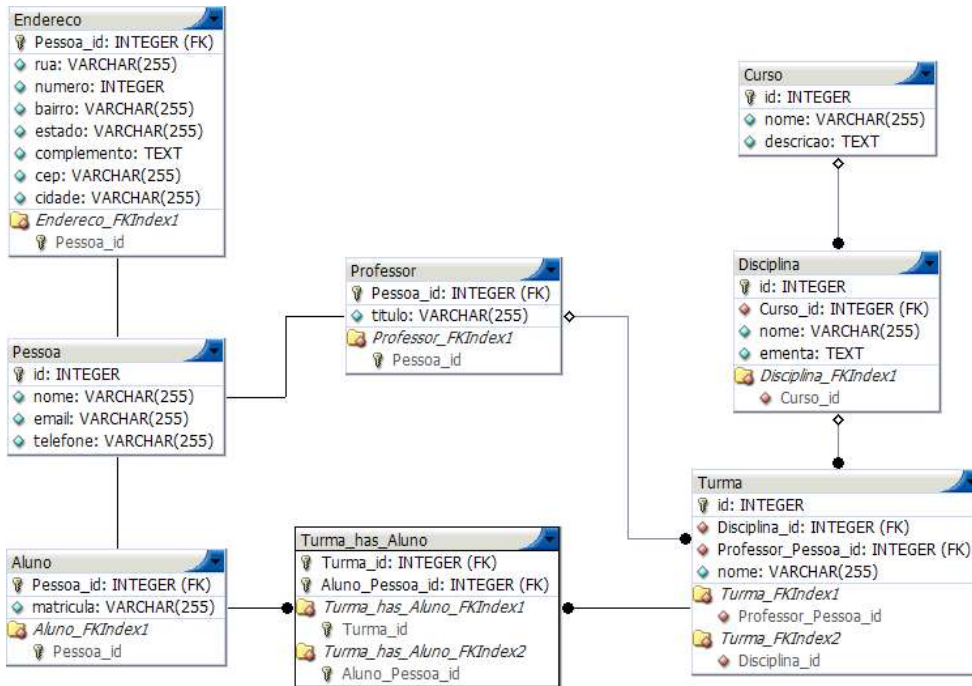 Endereco
Pessoa_id: INTEGER (FK)
rua: VARCHAR(255)
numero: INTEGER
bairro: VARCHAR(255)
estado: VARCHAR(255)
complemento: TEXT
cep: VARCHAR(255)
cidade: VARCHAR(255)
Endereco_FKIndex1
Pessoa_id
Pessoa
id: INTEGER
nome: VARCHAR(255)
email: VARCHAR(255)
telefone: VARCHAR(255)
Aluno
Pessoa_id: INTEGER (FK)
matricula: VARCHAR(255)
Aluno_FKIndex1
Pessoa_id
Professor
Pessoa_id: INTEGER (FK)
titulo: VARCHAR(255)
Professor_FKIndex1
Pessoa_id
Turma_has_Aluno
Turma_id: INTEGER (FK)
Aluno_Pessoa_id: INTEGER (FK)
Turma_has_Aluno_FKIndex1
Turma_id
Turma_has_Aluno_FKIndex2
Aluno_Pessoa_id
Curso
id: INTEGER
nome: VARCHAR(255)
descricao: TEXT
Disciplina
id: INTEGER
Curso_id: INTEGER (FK)
nome: VARCHAR(255)
ementa: TEXT
Disciplina_FKIndex1
Curso_id
Turma
id: INTEGER
Disciplina_id: INTEGER (FK)
Professor_Pessoa_id: INTEGER (FK)
nome: VARCHAR(255)
Turma_FKIndex1
Professor_Pessoa_id
Turma_FKIndex2
Disciplina_id